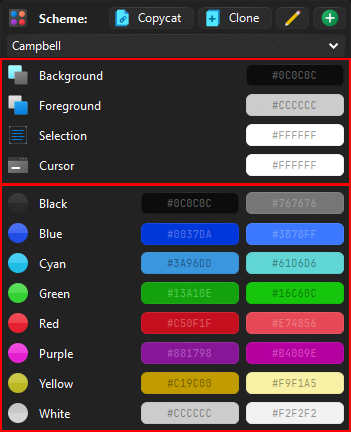 Scheme: Copycat Clone
Campbell
Background #0C0C0C
Foreground #CCCCCC
Selection #FFFFFF
Cursor #FFFFFF
Black #0C0C0C #767676
Blue #0037DA #3B78FF
Cyan #3A96DD #61D6D6
Green #13A10E #16C60C
Red #C50F1F #E74856
Purple #881798 #B4009E
Yellow #C19C00 #F9F1A5
White #CCCCCC #F2F2F2